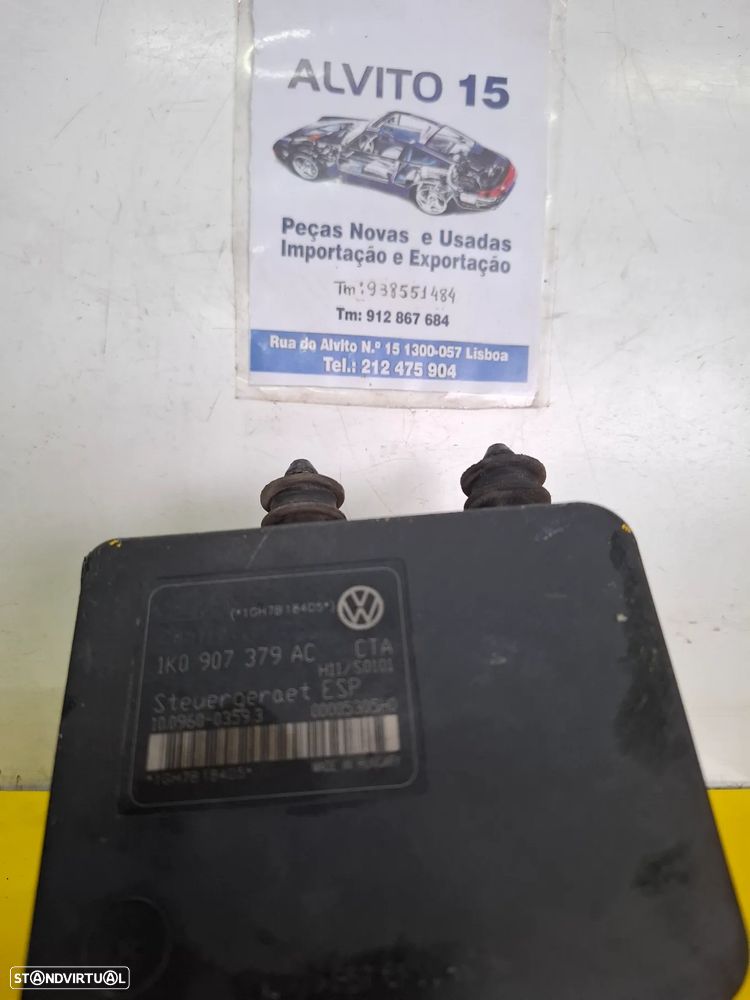 ALVITO 15
Peças Novas e Usadas
Importação e Exportação
Tm:938551484
Tm: 912 867 684
Rua do Alvito N.º 15 1300-057 Lisboa
Tel.: 212 475 904
(*1GH7B184D5*)
1K0 907 379 AC CTA
H11/S0101
Steuergeraet ESP
10.0960-0359.3 00005305H0
*1GH7B184D5*
MADE IN HUNGARY
STANDVIRTUAL